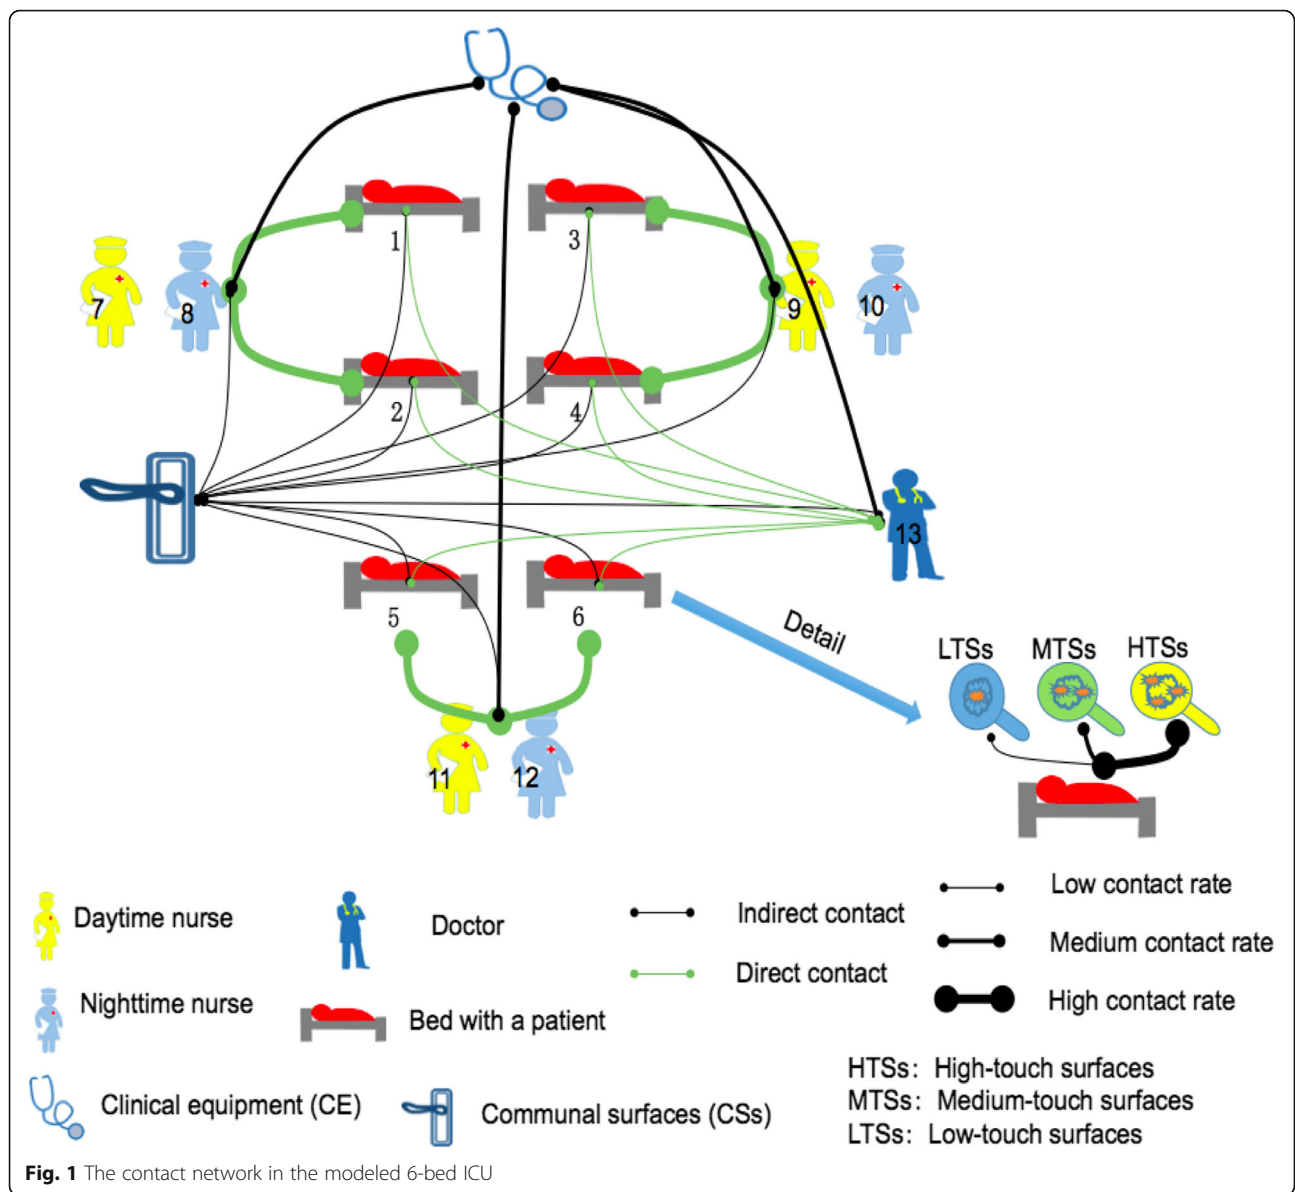 1
3
7
8
9
10
2
4
13
5
6
Detail
LTSs
MTSs
HTSs
11
12
Daytime nurse
Doctor
Indirect contact
Low contact rate
Direct contact
Medium contact rate
Nighttime nurse
Bed with a patient
High contact rate
Clinical equipment (CE)
Communal surfaces (CSs)
HTSs: High-touch surfaces
MTSs: Medium-touch surfaces
LTSs: Low-touch surfaces
Fig. 1 The contact network in the modeled 6-bed ICU